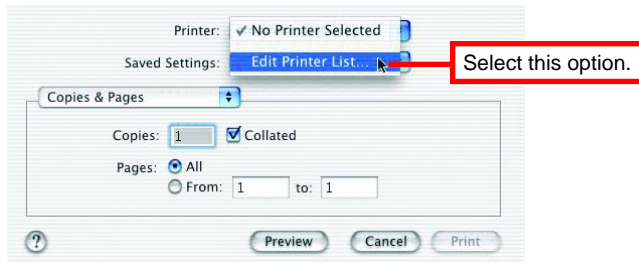 Printer: ✓ No Printer Selected
Saved Settings: Edit Printer List...
Select this option.
Copies & Pages
Copies: 1 Collated
Pages: All
From: 1 to: 1
? Preview Cancel Print